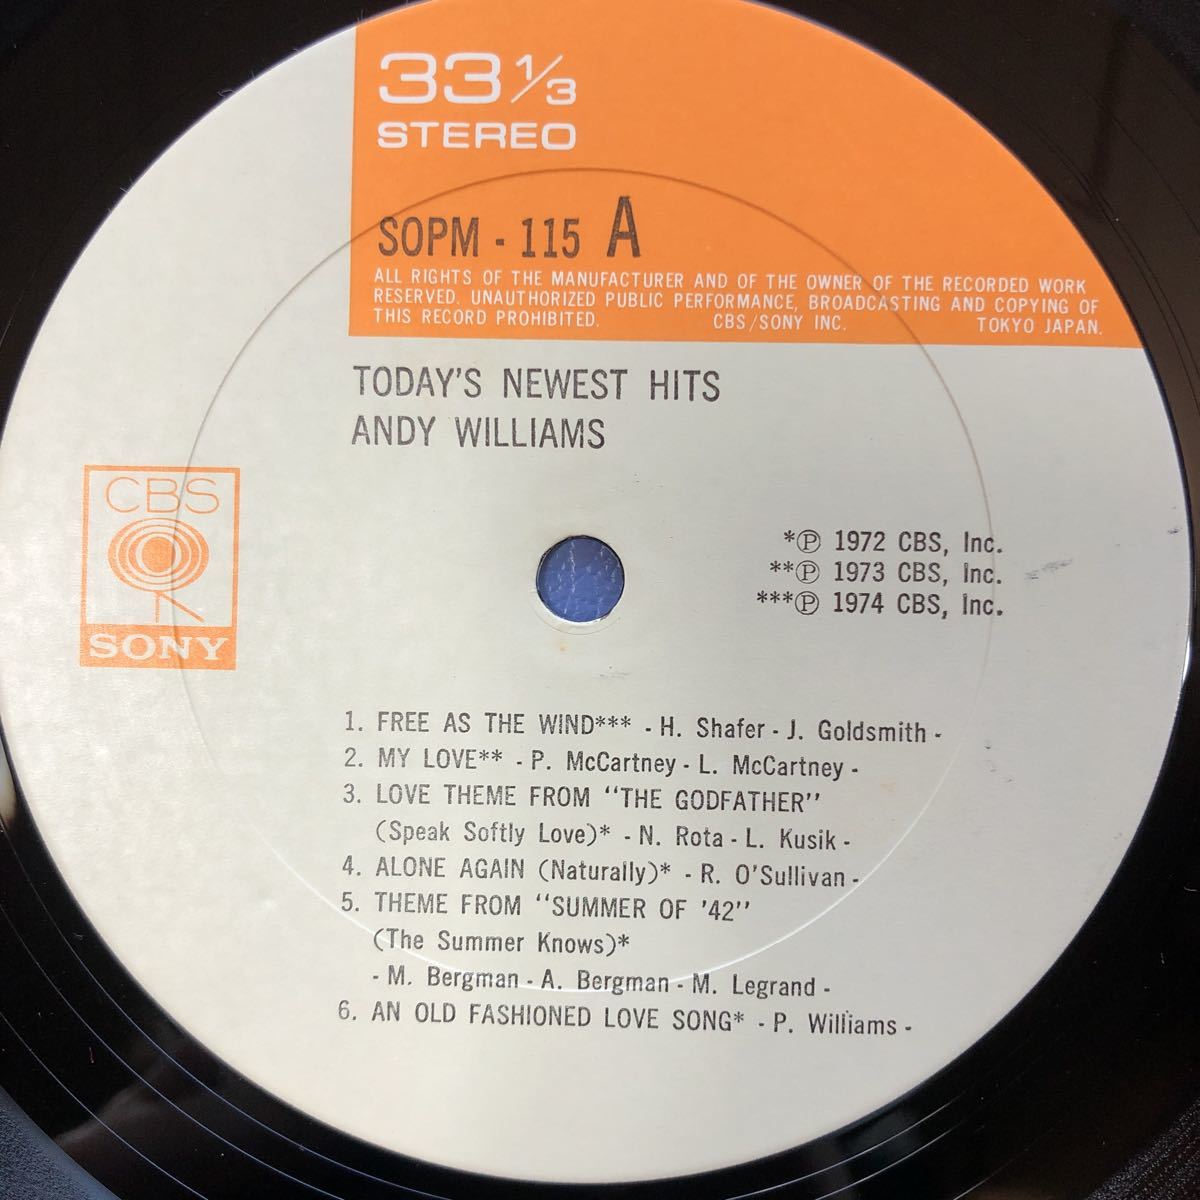 33 1/3
STEREO
SOPM - 115 A
ALL RIGHTS OF THE MANUFACTURER AND OF THE OWNER OF THE RECORDED WORK
RESERVED. UNAUTHORIZED PUBLIC PERFORMANCE, BROADCASTING AND COPYING OF
THIS RECORD PROHIBITED. CBS/SONY INC. TOKYO JAPAN.
TODAY'S NEWEST HITS
ANDY WILLIAMS
CBS
SONY
*℗ 1972 CBS, Inc.
**℗ 1973 CBS, Inc.
***℗ 1974 CBS, Inc.
1. FREE AS THE WIND*** - H. Shafer - J. Goldsmith -
2. MY LOVE** - P. McCartney - L. McCartney -
3. LOVE THEME FROM "THE GODFATHER"
(Speak Softly Love)* - N. Rota - L. Kusik -
4. ALONE AGAIN (Naturally)* - R. O'Sullivan -
5. THEME FROM "SUMMER OF '42"
(The Summer Knows)*
- M. Bergman - A. Bergman - M. Legrand -
6. AN OLD FASHIONED LOVE SONG* - P. Williams -